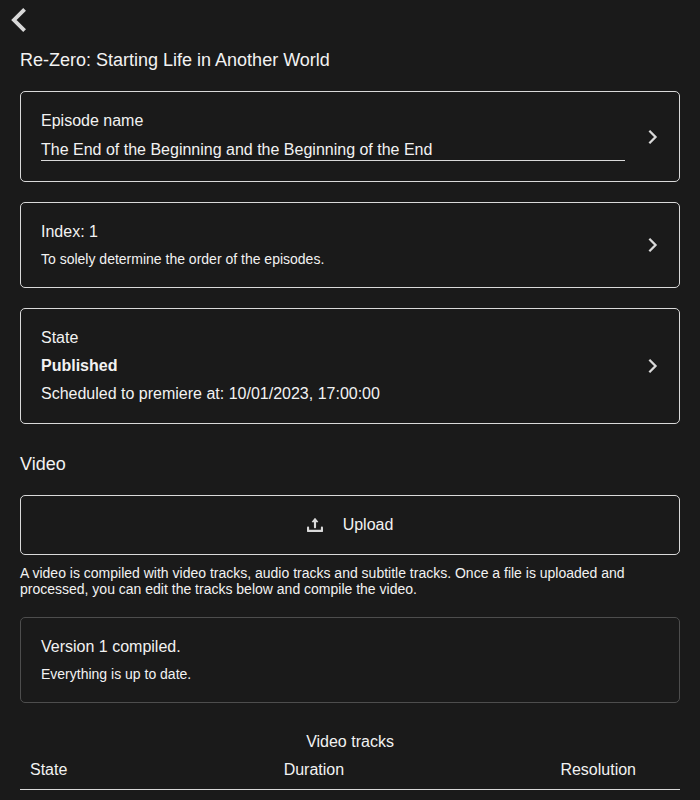 Re-Zero: Starting Life in Another World
Episode name
The End of the Beginning and the Beginning of the End
Index: 1
To solely determine the order of the episodes.
State
Published
Scheduled to premiere at: 10/01/2023, 17:00:00
Video
Upload
A video is compiled with video tracks, audio tracks and subtitle tracks. Once a file is uploaded and
processed, you can edit the tracks below and compile the video.
Version 1 compiled.
Everything is up to date.
Video tracks
State Duration Resolution